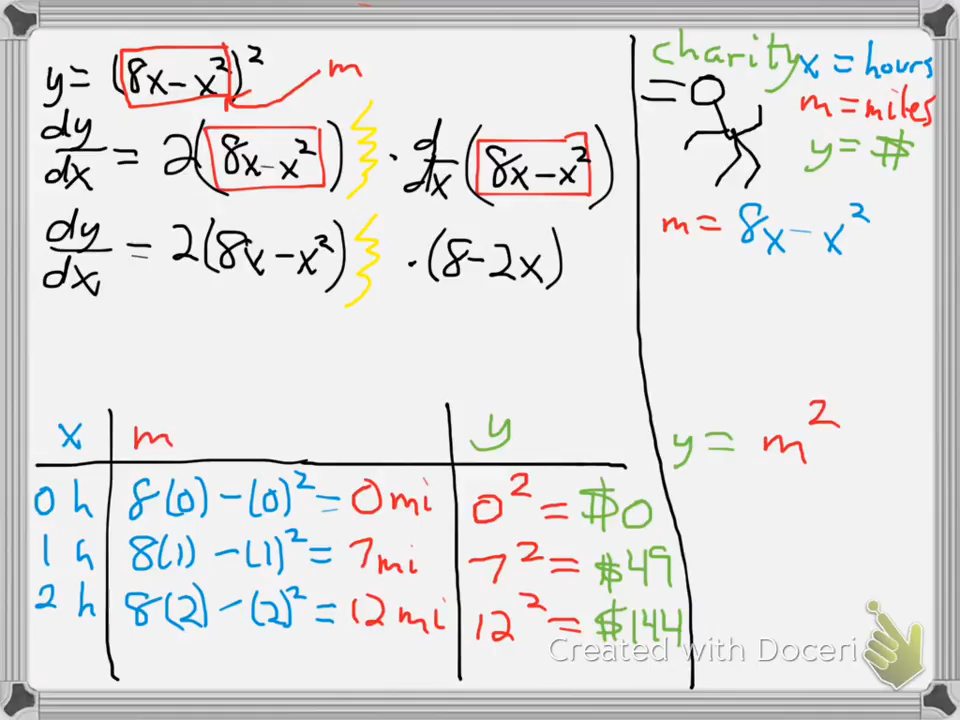 y = (8x - x²)²
m
dy/dx = 2(8x - x²) · d/dx (8x - x²)
dy/dx = 2(8x - x²) · (8 - 2x)
charity
x = hours
m = miles
y = $
m = 8x - x²
y = m²
x m y
0 h 8(0) - (0)² = 0 mi 0² = $0
1 h 8(1) - (1)² = 7 mi 7² = $49
2 h 8(2) - (2)² = 12 mi 12² = $144
Created with Doceri